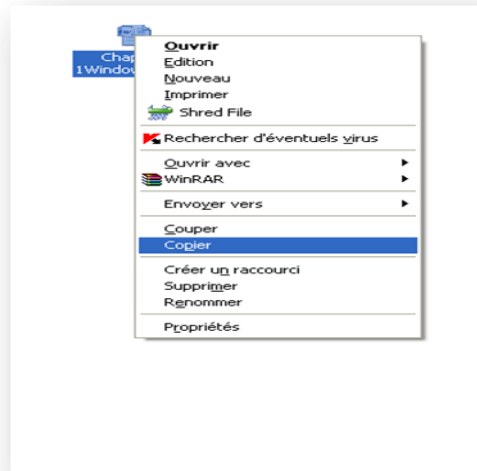 Chap
1Window
Ouvrir
Edition
Nouveau
Imprimer
Shred File
Rechercher d'éventuels virus
Ouvrir avec
WinRAR
Envoyer vers
Couper
Copier
Créer un raccourci
Supprimer
Renommer
Propriétés